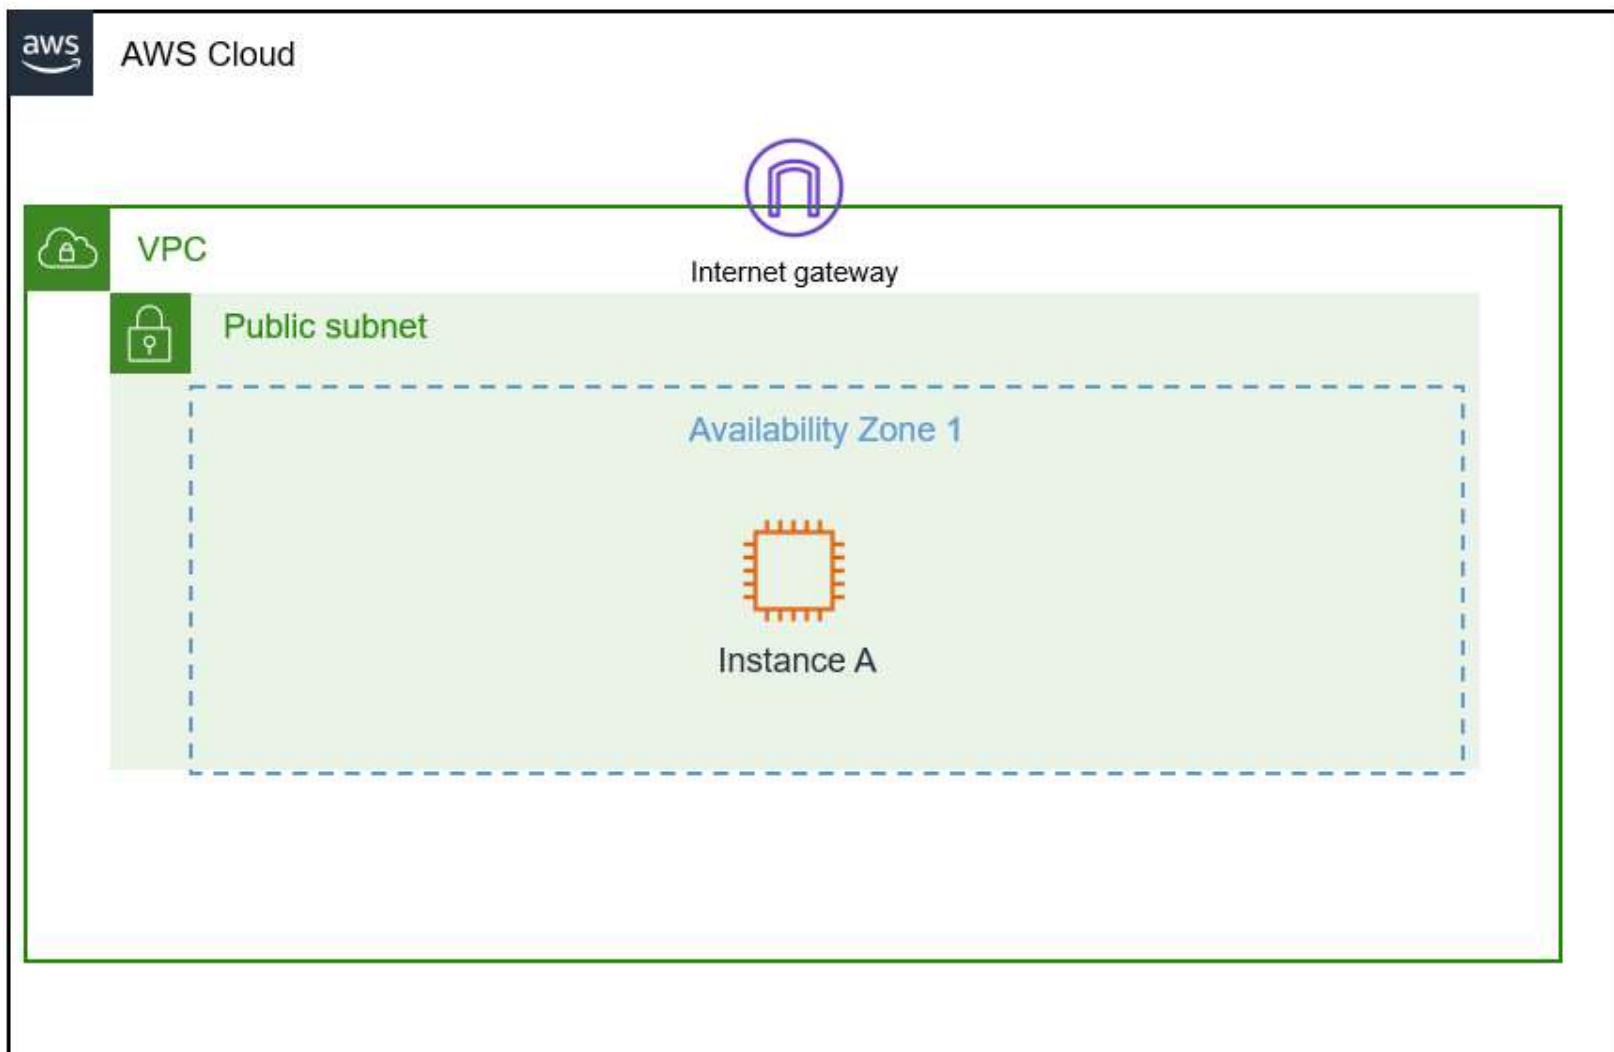 aws
AWS Cloud
VPC
Internet gateway
Public subnet
Availability Zone 1
Instance A